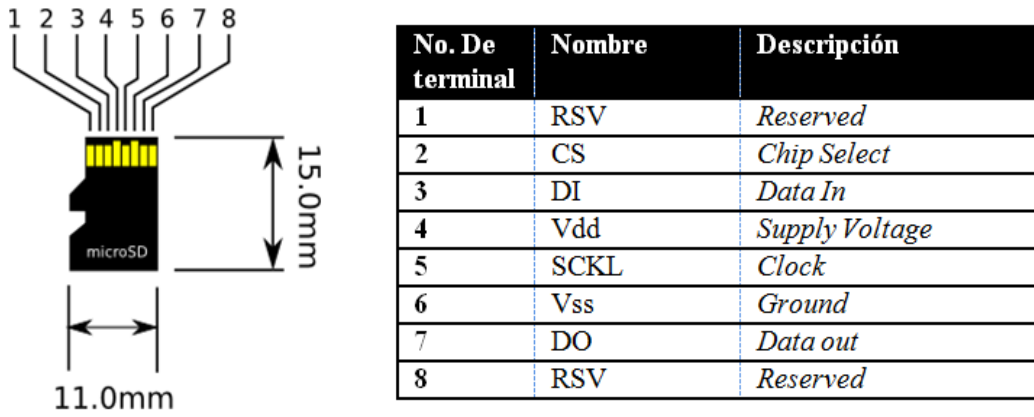 1 2 3 4 5 6 7 8
microSD
15.0mm
11.0mm
No. De Nombre Descripción
terminal
1 RSV Reserved
2 CS Chip Select
3 DI Data In
4 Vdd Supply Voltage
5 SCKL Clock
6 Vss Ground
7 DO Data out
8 RSV Reserved